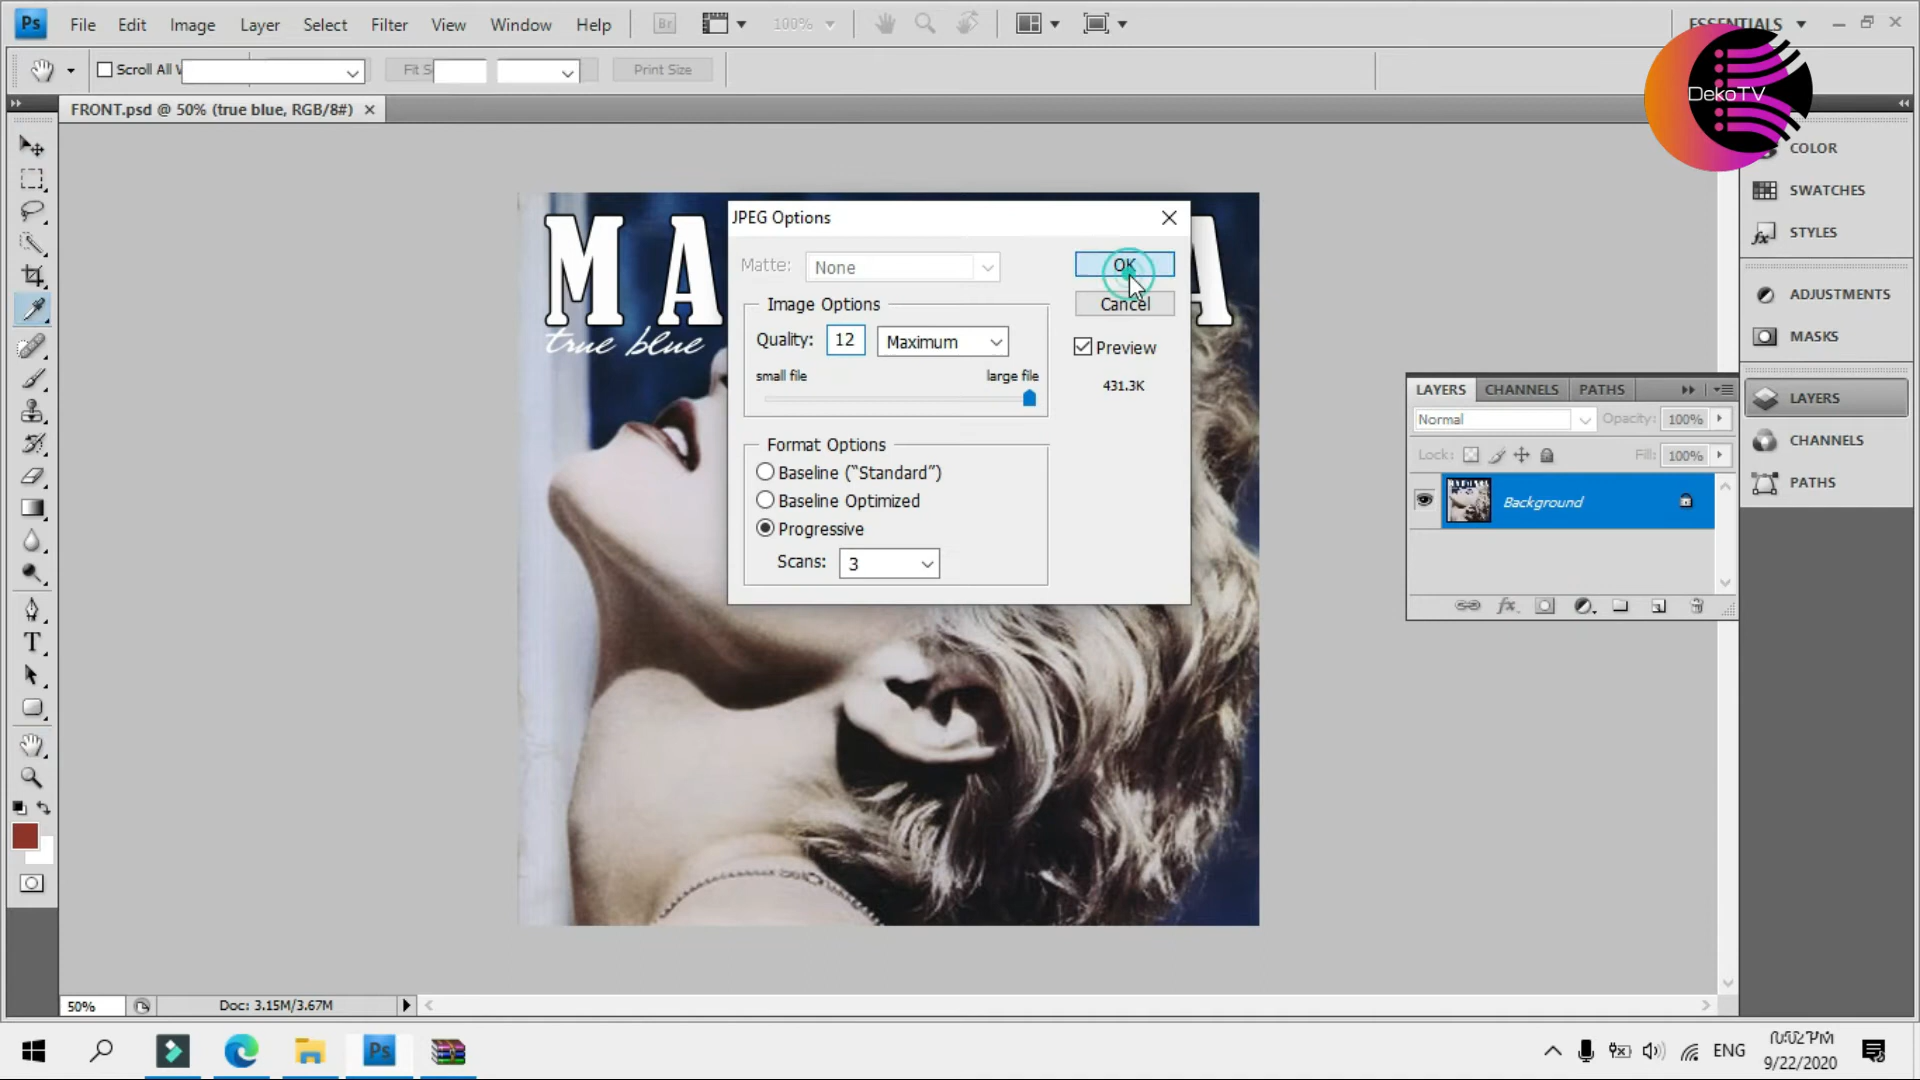 Ps File Edit Image Layer Select Filter View Window Help Br 100% ESSENTIALS
Scroll All Fit S Print Size
DekoTV
FRONT.psd @ 50% (true blue, RGB/8#)
COLOR
SWATCHES
STYLES
ADJUSTMENTS
MASKS
LAYERS
CHANNELS
PATHS
M A
A
true blue
JPEG Options
Matte: None
OK
Cancel
Image Options
Quality: 12 Maximum
Preview
small file large file
431.3K
Format Options
Baseline (“Standard”)
Baseline Optimized
Progressive
Scans: 3
LAYERS CHANNELS PATHS
Normal Opacity: 100%
Lock: Fill: 100%
Background
50% Doc: 3.15M/3.67M
Ps ENG
9/22/2020